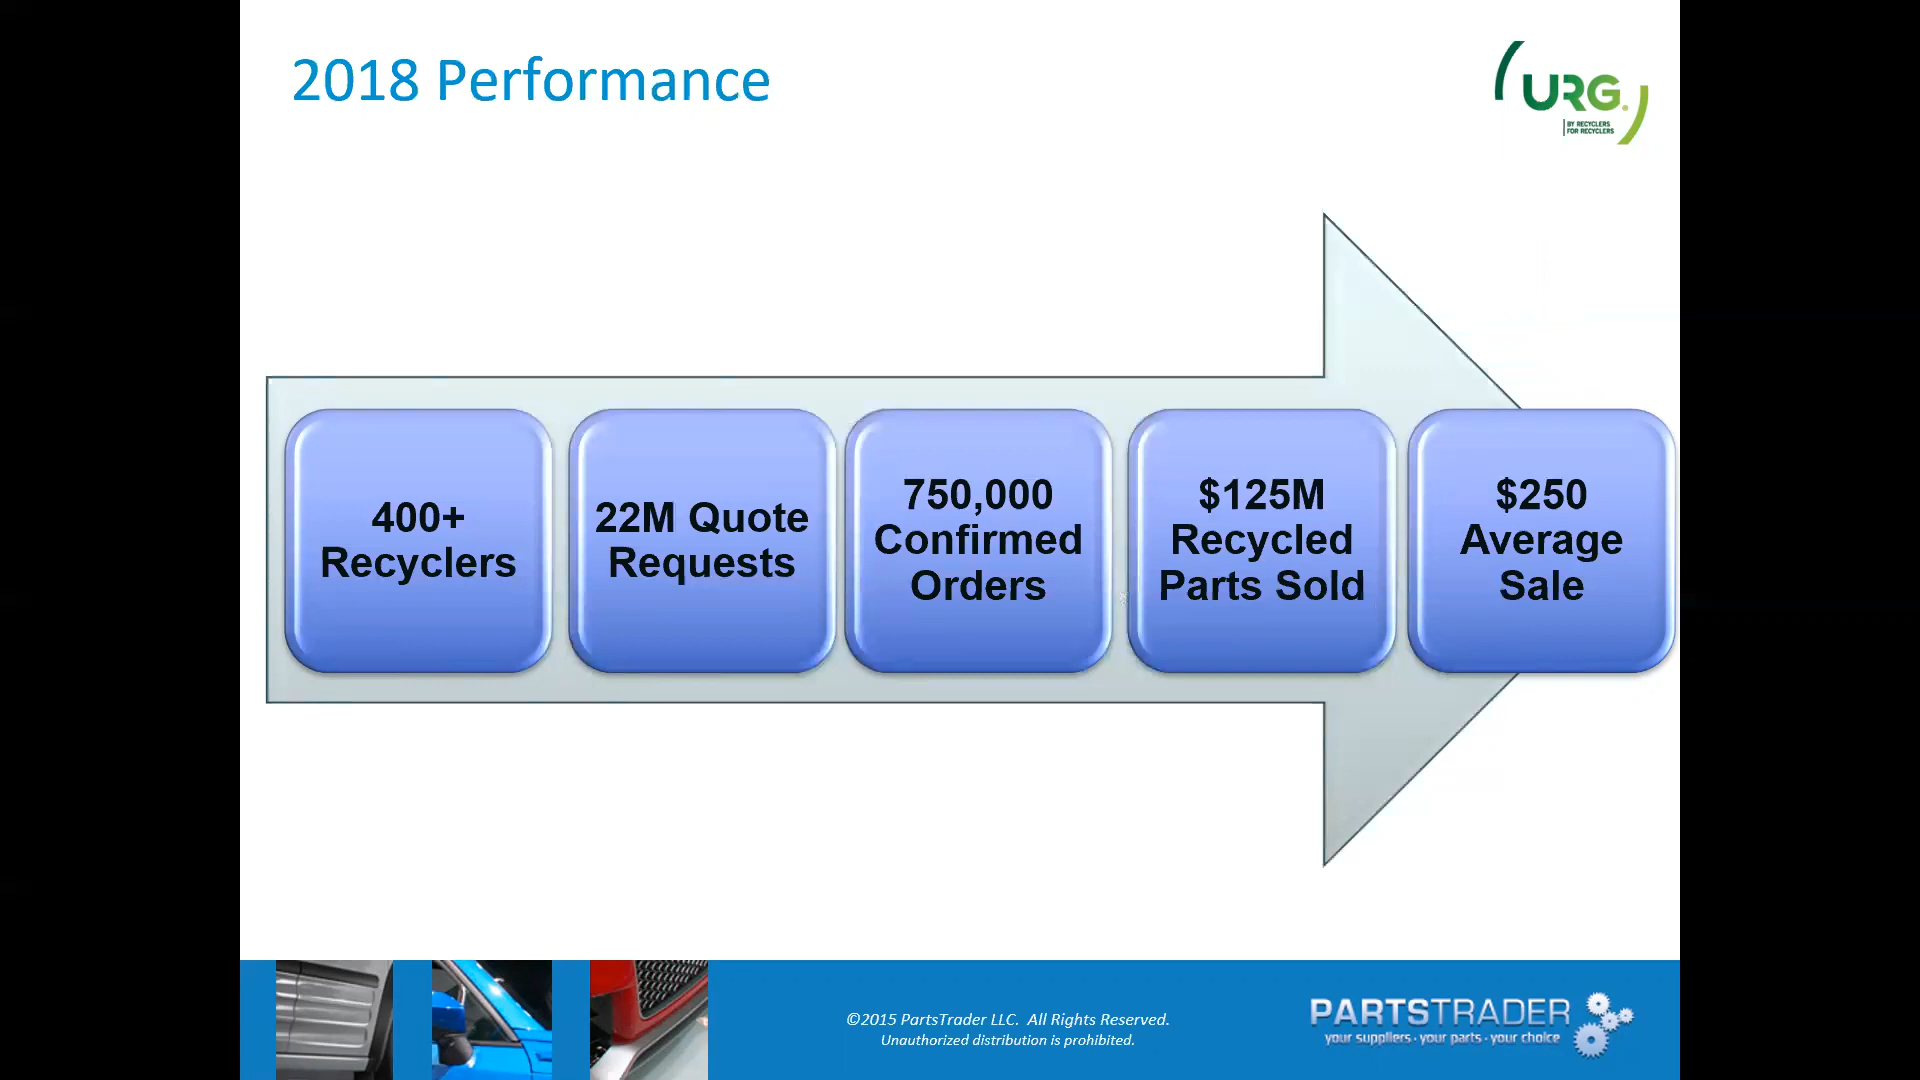 2018 Performance
URG.
BY RECYCLERS
FOR RECYCLERS
400+
Recyclers
22M Quote
Requests
750,000
Confirmed
Orders
$125M
Recycled
Parts Sold
$250
Average
Sale
©2015 PartsTrader LLC. All Rights Reserved.
Unauthorized distribution is prohibited.
PARTSTRADER
your suppliers · your parts · your choice